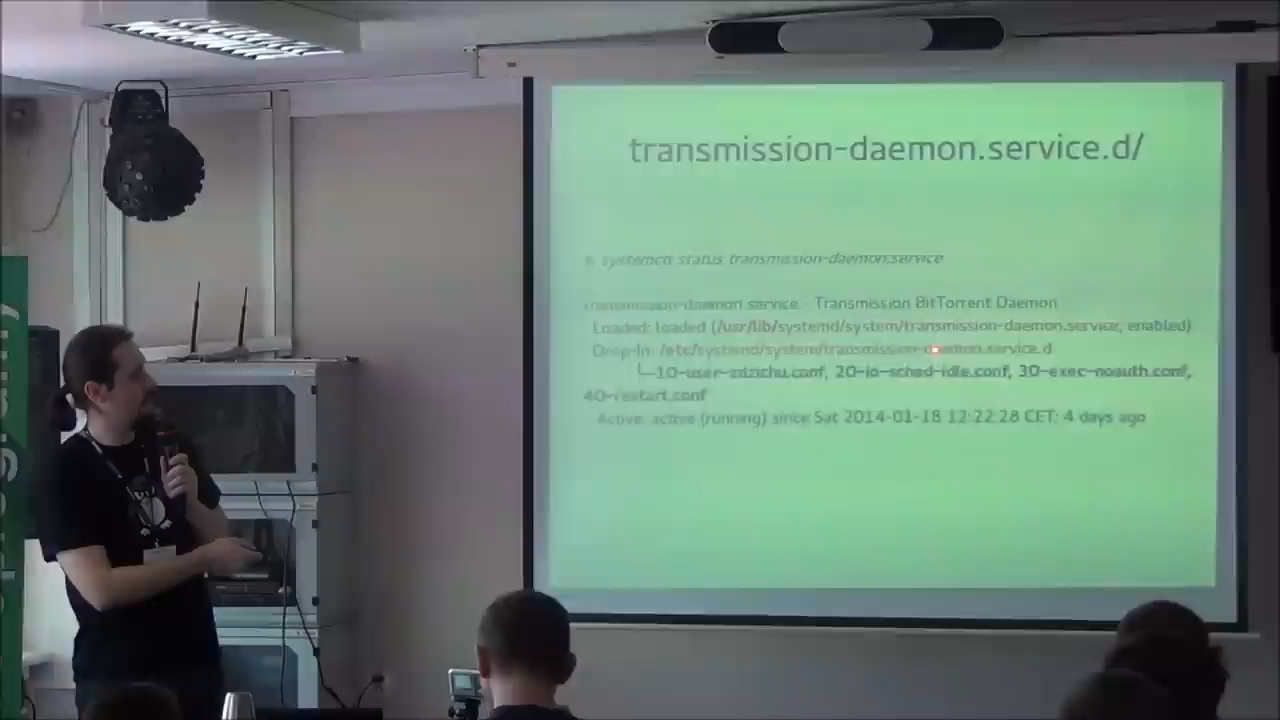 transmission-daemon.service.d/
systemctl status transmission-daemon.service
transmission-daemon.service - Transmission BitTorrent Daemon
Loaded: loaded (/usr/lib/systemd/system/transmission-daemon.service, enabled)
Drop-In: /etc/systemd/system/transmission-daemon.service.d
└─10-user-zdzichu.conf, 20-io-sched-idle.conf, 30-exec-noauth.conf,
40-restart.conf
Active: active (running) since Sat 2014-01-18 12:22:28 CET; 4 days ago